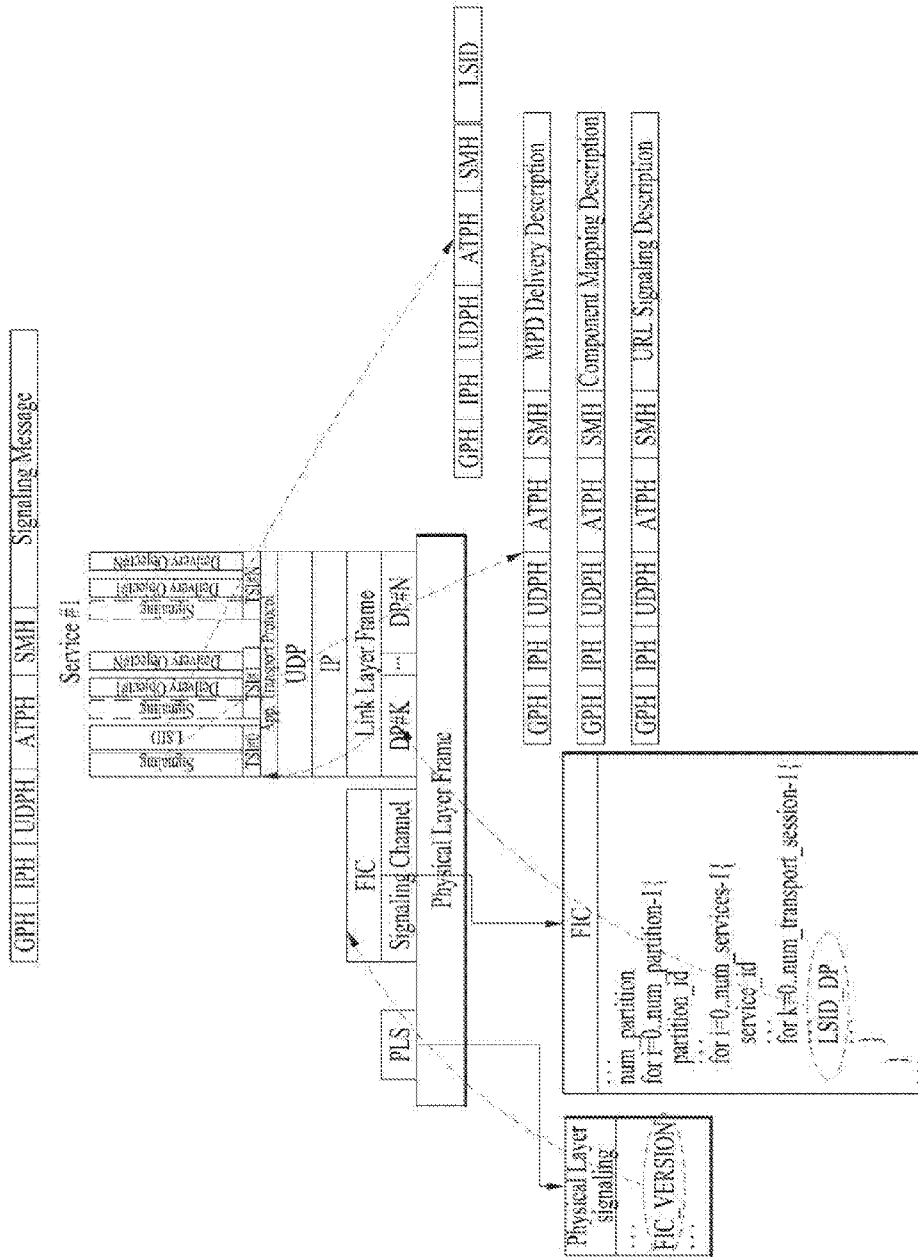 GPH IPH UDPH ATPH SMH Signaling Message
Service #1
Signaling
LSID
Signaling
Delivery Object#1
Delivery Object#N
Signaling
Delivery Object#1
Delivery Object#N
TSI#0
TSI#1
TSI#N
App. Transport Protocol
UDP
IP
Link Layer Frame
DP#K ... DP#N
FIC
Signaling Channel
PLS
Physical Layer Frame
GPH IPH UDPH ATPH SMH LSID
GPH IPH UDPH ATPH SMH MPD Delivery Description
GPH IPH UDPH ATPH SMH Component Mapping Description
GPH IPH UDPH ATPH SMH URL Signaling Description
Physical Layer
signaling
...
FIC_VERSION
...
FIC
...
num_partition
for i=0..num_partition-1{
partition_id
...
for i=0..num_services-1{
service_id
...
for k=0..num_transport_session-1{
LSID_DP
...
}
...
}
...